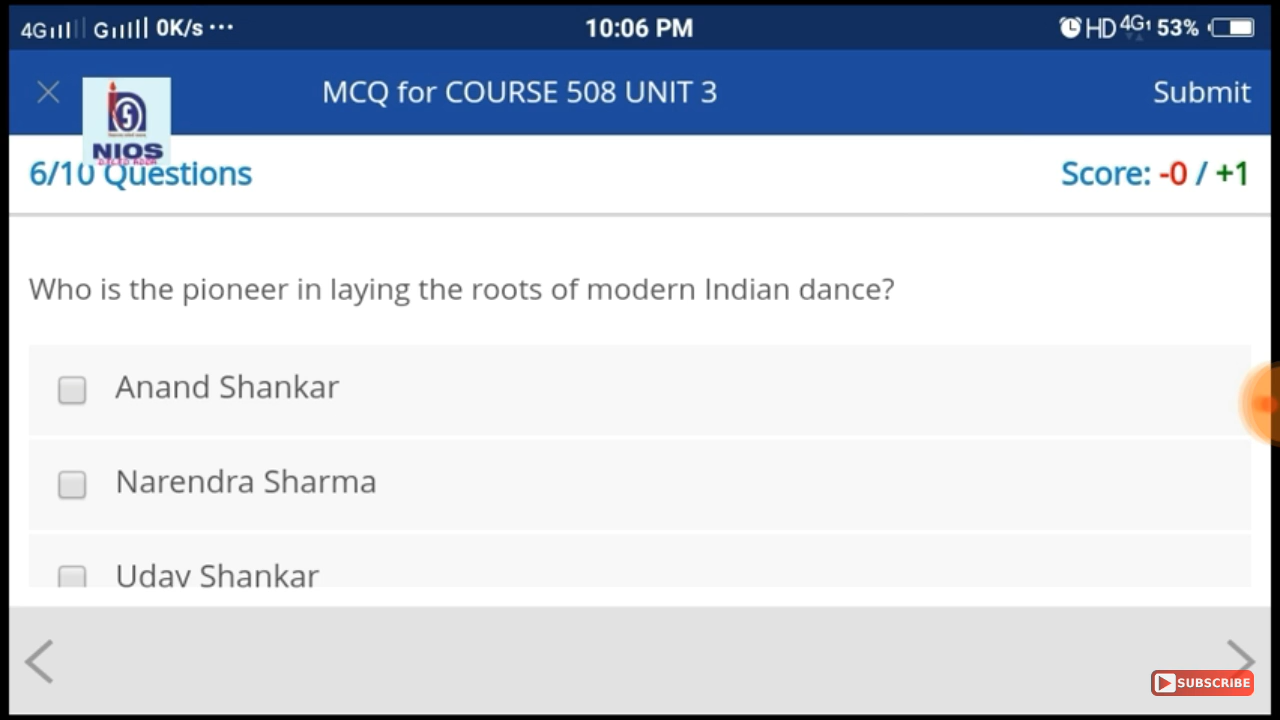 4G G 0K/s ··· 10:06 PM HD 4G 53%
MCQ for COURSE 508 UNIT 3 Submit
NIOS
6/10 Questions Score: -0 / +1
Who is the pioneer in laying the roots of modern Indian dance?
Anand Shankar
Narendra Sharma
Uday Shankar
SUBSCRIBE